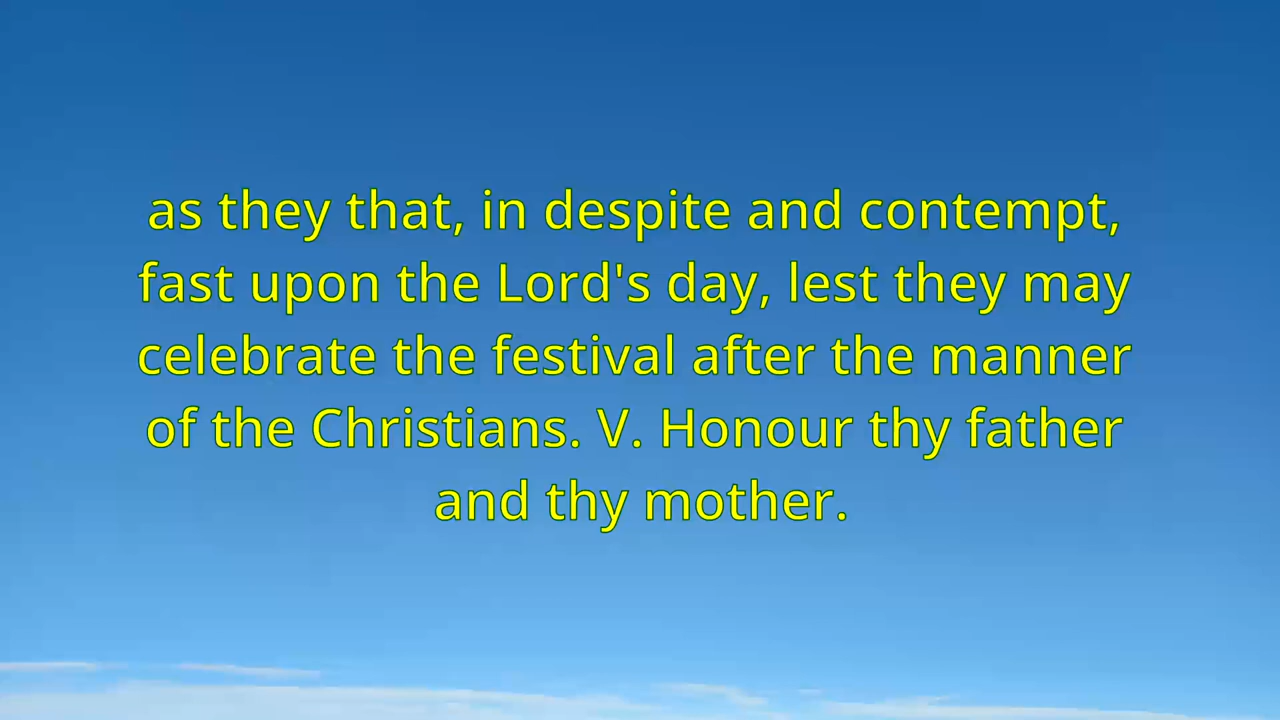 as they that, in despite and contempt,
fast upon the Lord's day, lest they may
celebrate the festival after the manner
of the Christians. V. Honour thy father
and thy mother.